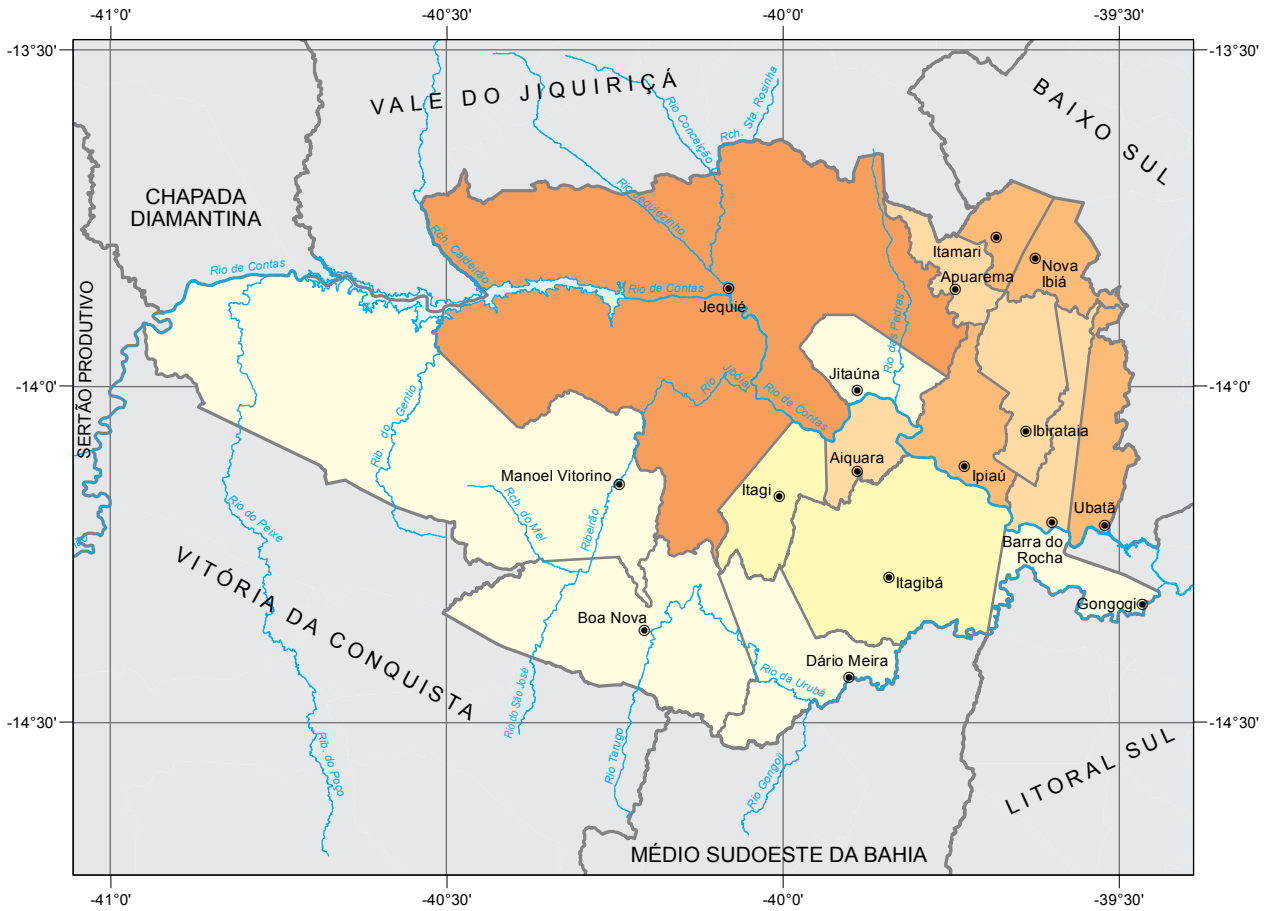 -41°0'
-40°30'
-40°0'
-39°30'
-13°30'
-13°30'
VALE DO JIQUIRIÇÁ
BAIXO SUL
Rio Conceição
Rch. Sta. Rosinha
CHAPADA
DIAMANTINA
Rio Jequiezinho
Rch. Caldeirão
Rio de Contas
Rio de Contas
Itamari
Apuarema
Nova
Ibiá
Jequié
Rio das Pedras
SERTÃO PRODUTIVO
-14°0'
-14°0'
Jitaúna
Rio Jibóia
Rio de Contas
Rib. do Gentio
Ibirataia
Aiquara
Ipiaú
Manoel Vitorino
Itagi
Rch. do Mel
Ribeirão
Rio do Peixe
Ubatã
Barra do
Rocha
Itagibá
Gongogi
VITÓRIA DA CONQUISTA
Boa Nova
Dário Meira
Rio da Urubá
Rio do São José
Rio Tarugo
Rio Gongoli
Rib. do Poço
-14°30'
-14°30'
LITORAL SUL
MÉDIO SUDOESTE DA BAHIA
-41°0'
-40°30'
-40°0'
-39°30'